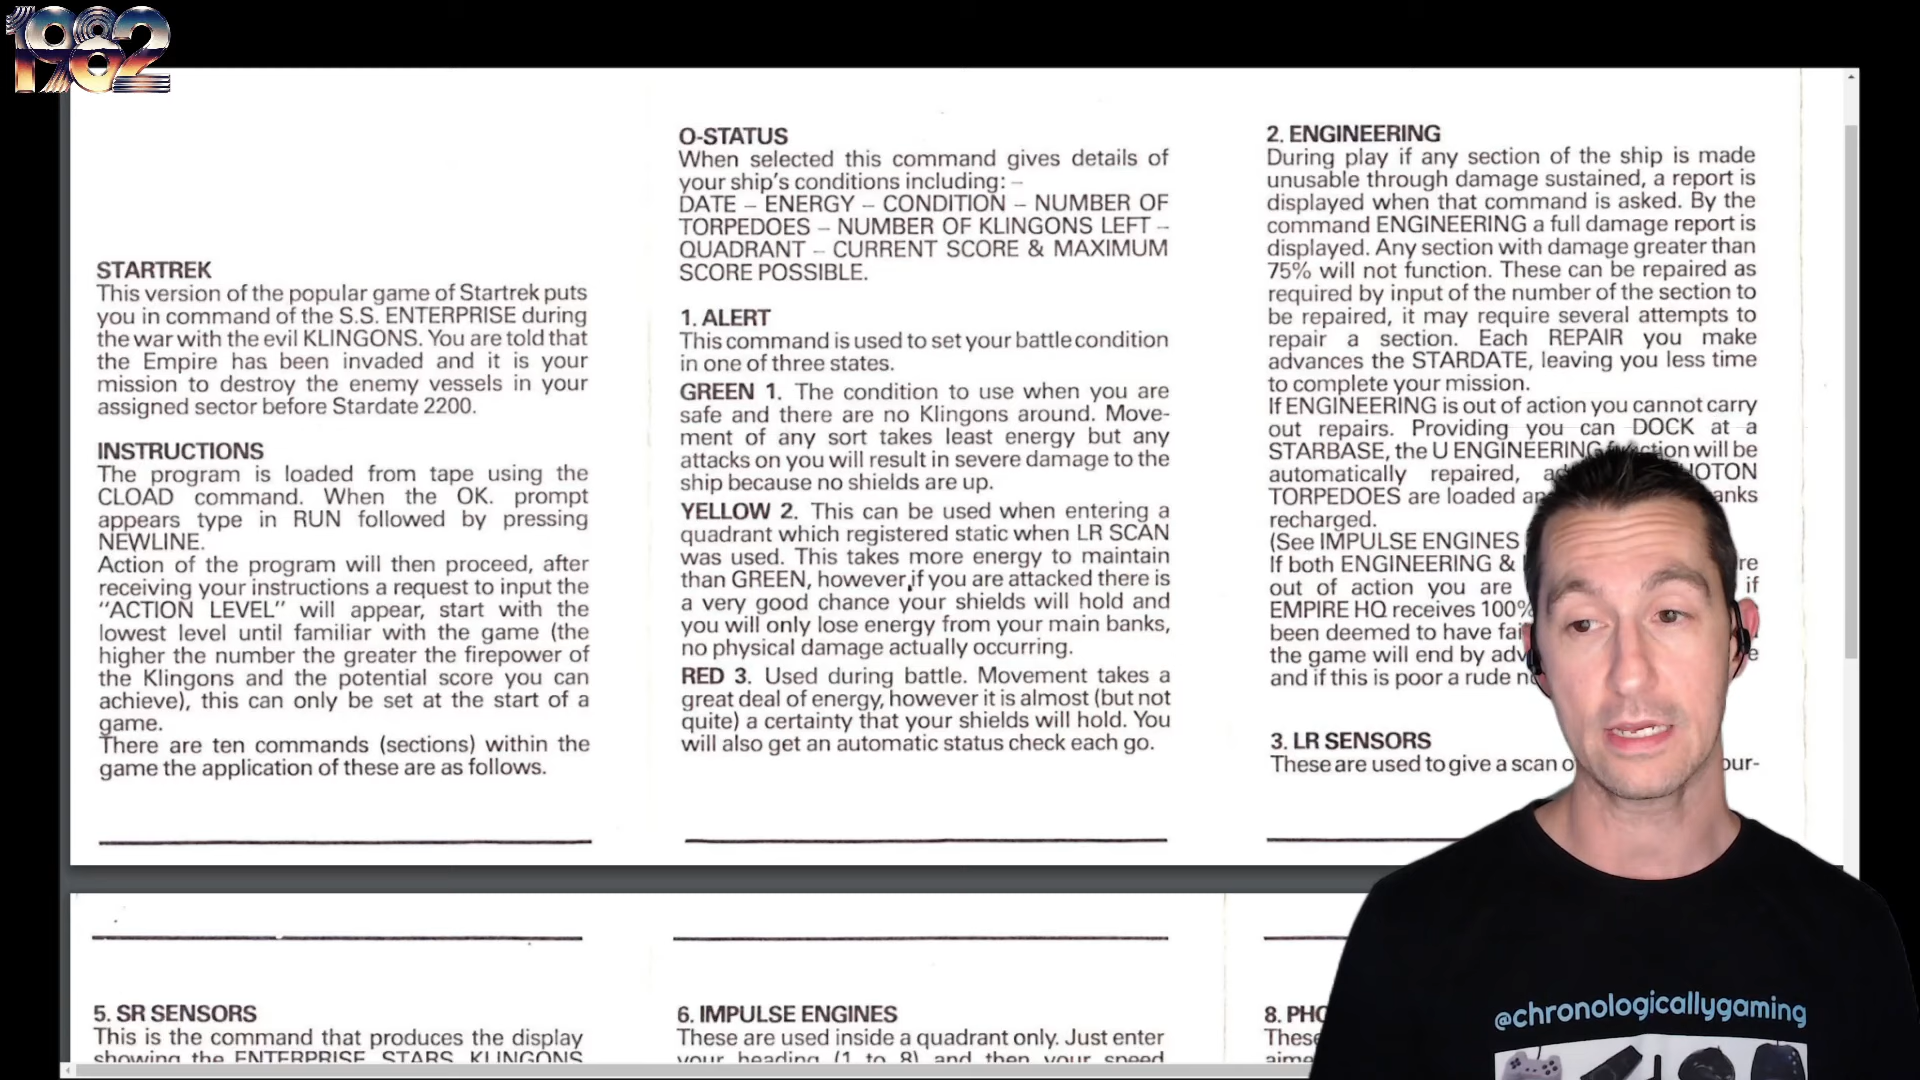 1982
STARTREK
This version of the popular game of Startrek puts
you in command of the S.S. ENTERPRISE during
the war with the evil KLINGONS. You are told that
the Empire has been invaded and it is your
mission to destroy the enemy vessels in your
assigned sector before Stardate 2200.
INSTRUCTIONS
The program is loaded from tape using the
CLOAD command. When the OK. prompt
appears type in RUN followed by pressing
NEWLINE.
Action of the program will then proceed, after
receiving your instructions a request to input the
"ACTION LEVEL" will appear, start with the
lowest level until familiar with the game (the
higher the number the greater the firepower of
the Klingons and the potential score you can
achieve), this can only be set at the start of a
game.
There are ten commands (sections) within the
game the application of these are as follows.
O-STATUS
When selected this command gives details of
your ship's conditions including: –
DATE – ENERGY – CONDITION – NUMBER OF
TORPEDOES – NUMBER OF KLINGONS LEFT –
QUADRANT – CURRENT SCORE & MAXIMUM
SCORE POSSIBLE.
1. ALERT
This command is used to set your battle condition
in one of three states.
GREEN 1. The condition to use when you are
safe and there are no Klingons around. Move-
ment of any sort takes least energy but any
attacks on you will result in severe damage to the
ship because no shields are up.
YELLOW 2. This can be used when entering a
quadrant which registered static when LR SCAN
was used. This takes more energy to maintain
than GREEN, however, if you are attacked there is
a very good chance your shields will hold and
you will only lose energy from your main banks,
no physical damage actually occurring.
RED 3. Used during battle. Movement takes a
great deal of energy, however it is almost (but not
quite) a certainty that your shields will hold. You
will also get an automatic status check each go.
2. ENGINEERING
During play if any section of the ship is made
unusable through damage sustained, a report is
displayed when that command is asked. By the
command ENGINEERING a full damage report is
displayed. Any section with damage greater than
75% will not function. These can be repaired as
required by input of the number of the section to
be repaired, it may require several attempts to
repair a section. Each REPAIR you make
advances the STARDATE, leaving you less time
to complete your mission.
If ENGINEERING is out of action you cannot carry
out repairs. Providing you can DOCK at a
STARBASE, the U ENGINEERING will be
automatically repaired,
TORPEDOES are loaded
recharged.
(See IMPULSE ENGINES
If both ENGINEERING &
out of action you are if
EMPIRE HQ receives 100%
been deemed to have
the game will end by
and if this is poor a rude
3. LR SENSORS
These are used to give a scan
5. SR SENSORS
This is the command that produces the display
showing the ENTERPRISE, STARS, KLINGONS
6. IMPULSE ENGINES
These are used inside a quadrant only. Just enter
your heading (1 to 8) and then your speed
8.
@chronologicallygaming